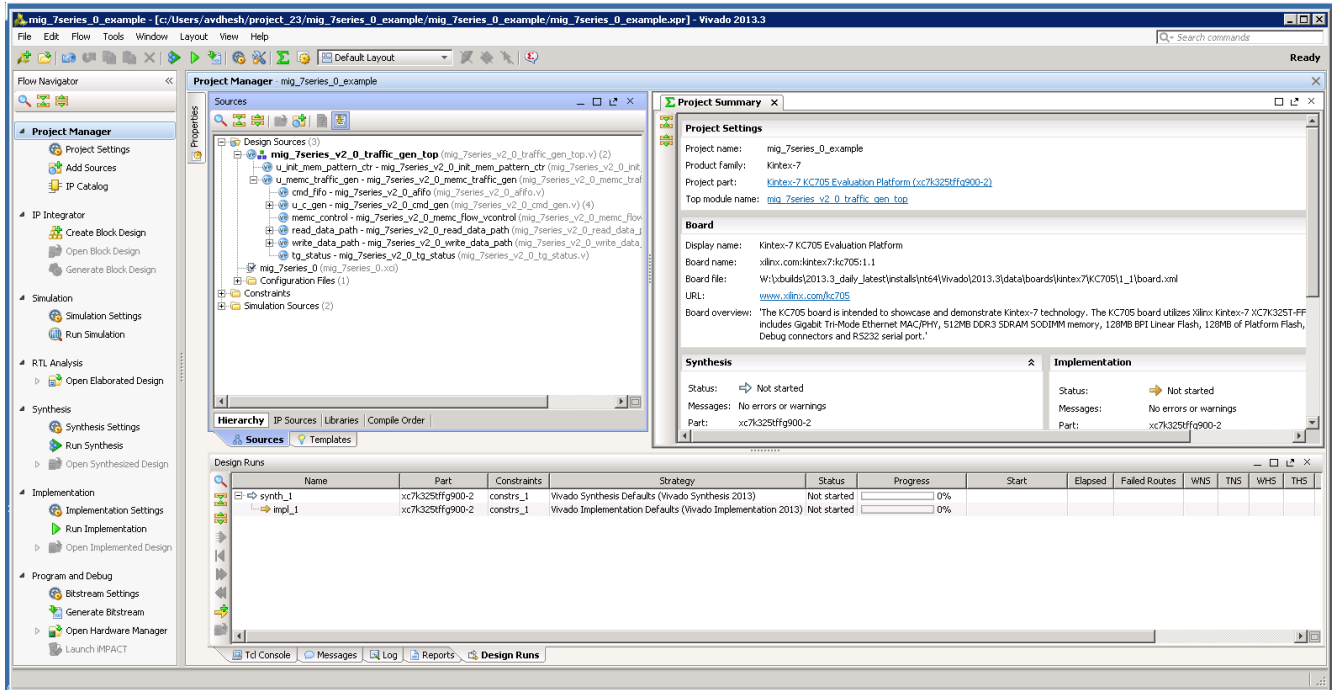 mig_7series_0_example - [c:/Users/avdhesh/project_23/mig_7series_0_example/mig_7series_0_example/mig_7series_0_example.xpr] - Vivado 2013.3
File Edit Flow Tools Window Layout View Help
Search commands
Default Layout
Ready
Flow Navigator
Project Manager
Project Settings
Add Sources
IP Catalog
IP Integrator
Create Block Design
Open Block Design
Generate Block Design
Simulation
Simulation Settings
Run Simulation
RTL Analysis
Open Elaborated Design
Synthesis
Synthesis Settings
Run Synthesis
Open Synthesized Design
Implementation
Implementation Settings
Run Implementation
Open Implemented Design
Program and Debug
Bitstream Settings
Generate Bitstream
Open Hardware Manager
Launch iMPACT
Project Manager - mig_7series_0_example
Properties
Sources
Design Sources (3)
mig_7series_v2_0_traffic_gen_top (mig_7series_v2_0_traffic_gen_top.v) (2)
u_init_mem_pattern_ctr - mig_7series_v2_0_init_mem_pattern_ctr (mig_7series_v2_0_init
u_memc_traffic_gen - mig_7series_v2_0_memc_traffic_gen (mig_7series_v2_0_memc_traf
cmd_fifo - mig_7series_v2_0_afifo (mig_7series_v2_0_afifo.v)
u_c_gen - mig_7series_v2_0_cmd_gen (mig_7series_v2_0_cmd_gen.v) (4)
memc_control - mig_7series_v2_0_memc_flow_vcontrol (mig_7series_v2_0_memc_flow
read_data_path - mig_7series_v2_0_read_data_path (mig_7series_v2_0_read_data_p
write_data_path - mig_7series_v2_0_write_data_path (mig_7series_v2_0_write_data_
tg_status - mig_7series_v2_0_tg_status (mig_7series_v2_0_tg_status.v)
mig_7series_0 (mig_7series_0.xci)
Configuration Files (1)
Constraints
Simulation Sources (2)
Hierarchy IP Sources Libraries Compile Order
Sources Templates
Project Summary
Project Settings
Project name: mig_7series_0_example
Product family: Kintex-7
Project part: Kintex-7 KC705 Evaluation Platform (xc7k325tffg900-2)
Top module name: mig_7series_v2_0_traffic_gen_top
Board
Display name: Kintex-7 KC705 Evaluation Platform
Board name: xilinx.com:kintex7:kc705:1.1
Board file: W:\xbuilds\2013.3_daily_latest\installs\nt64\Vivado\2013.3\data\boards\kintex7\KC705\1_1\board.xml
URL: www.xilinx.com/kc705
Board overview: 'The KC705 board is intended to showcase and demonstrate Kintex-7 technology. The KC705 board utilizes Xilinx Kintex-7 XC7K325T-FF
includes Gigabit Tri-Mode Ethernet MAC/PHY, 512MB DDR3 SDRAM SODIMM memory, 128MB BPI Linear Flash, 128MB of Platform Flash,
Debug connectors and RS232 serial port.'
Synthesis
Status: Not started
Messages: No errors or warnings
Part: xc7k325tffg900-2
Implementation
Status: Not started
Messages: No errors or warnings
Part: xc7k325tffg900-2
Design Runs
Name Part Constraints Strategy Status Progress Start Elapsed Failed Routes WNS TNS WHS THS
synth_1 xc7k325tffg900-2 constrs_1 Vivado Synthesis Defaults (Vivado Synthesis 2013) Not started 0%
impl_1 xc7k325tffg900-2 constrs_1 Vivado Implementation Defaults (Vivado Implementation 2013) Not started 0%
Tcl Console Messages Log Reports Design Runs